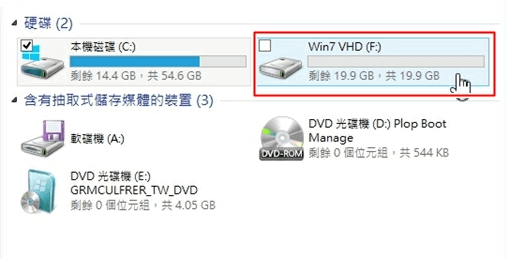 硬碟 (2)
本機磁碟 (C:)
剩餘 14.4 GB，共 54.6 GB
Win7 VHD (F:)
剩餘 19.9 GB，共 19.9 GB
含有抽取式儲存媒體的裝置 (3)
軟碟機 (A:)
DVD 光碟機 (D:) Plop Boot
Manage
剩餘 0 個位元組，共 544 KB
DVD-ROM
DVD 光碟機 (E:)
GRMCULFRER_TW_DVD
剩餘 0 個位元組，共 4.05 GB